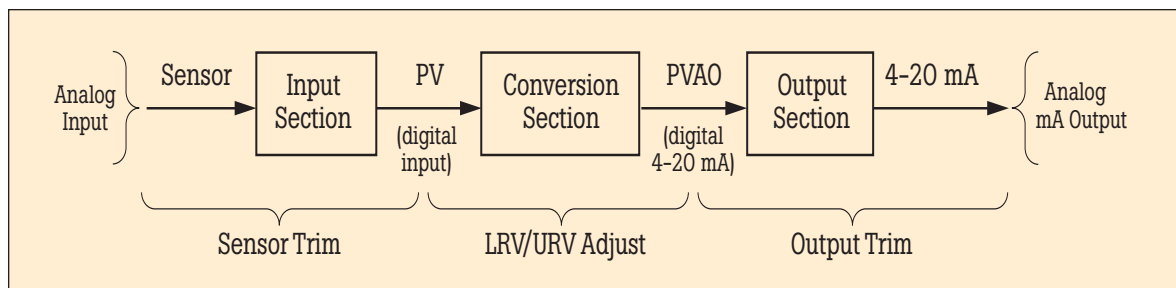 Analog
Input
Sensor
Input
Section
PV
(digital
input)
Conversion
Section
PVAO
(digital
4-20 mA)
Output
Section
4-20 mA
Analog
mA Output
Sensor Trim
LRV/URV Adjust
Output Trim